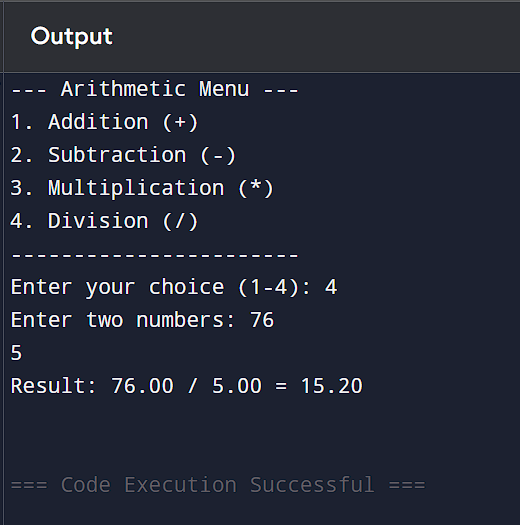 Output
--- Arithmetic Menu ---
1. Addition (+)
2. Subtraction (-)
3. Multiplication (*)
4. Division (/)
-----------------------
Enter your choice (1-4): 4
Enter two numbers: 76
5
Result: 76.00 / 5.00 = 15.20
=== Code Execution Successful ===